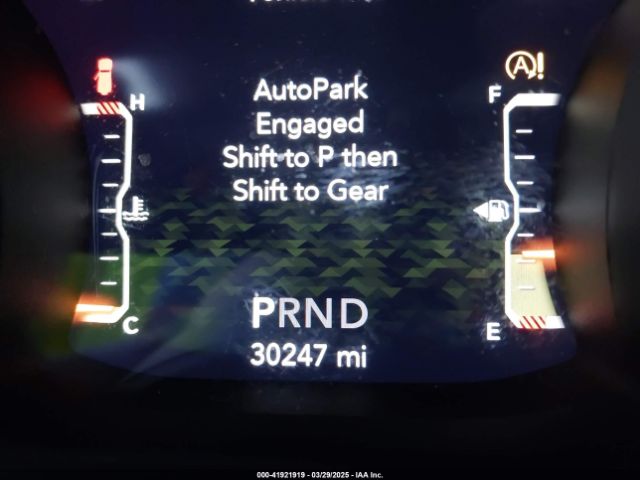 H
F
AutoPark
Engaged
Shift to P then
Shift to Gear
C
E
PRND
30247 mi
000-41921919 - 03/29/2025 - IAA Inc.